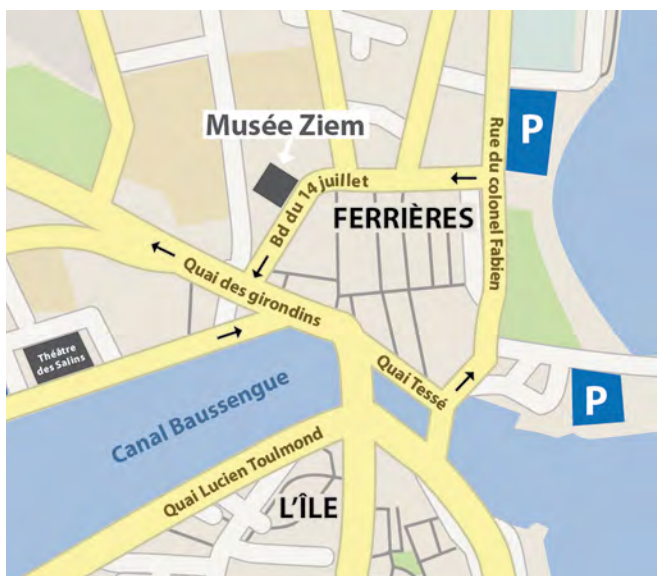 P
Musée Ziem
Rue du colonel Fabien
Bd du 14 juillet
FERRIÈRES
Quai des girondins
Théâtre
des Salins
Quai Tessé
P
Canal Baussengue
Quai Lucien Toulmond
L'ÎLE